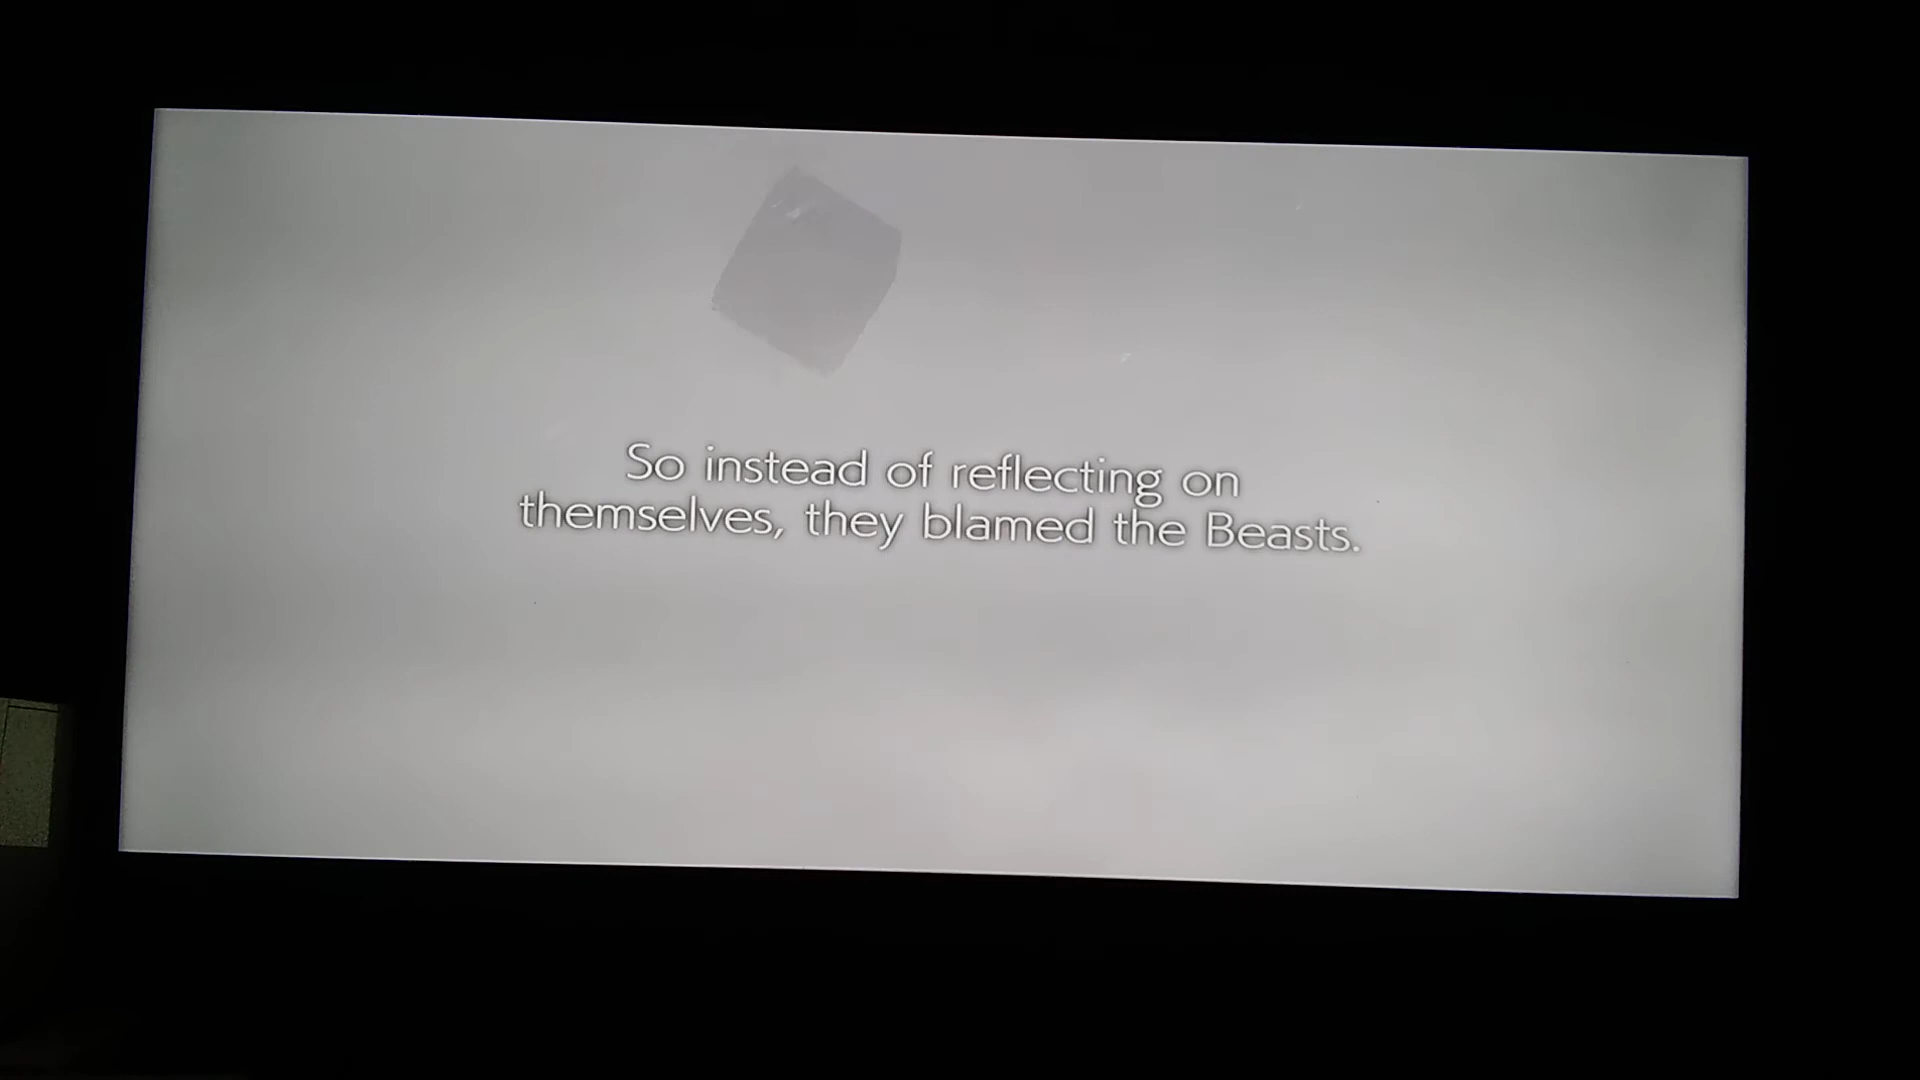 So instead of reflecting on
themselves, they blamed the Beasts.